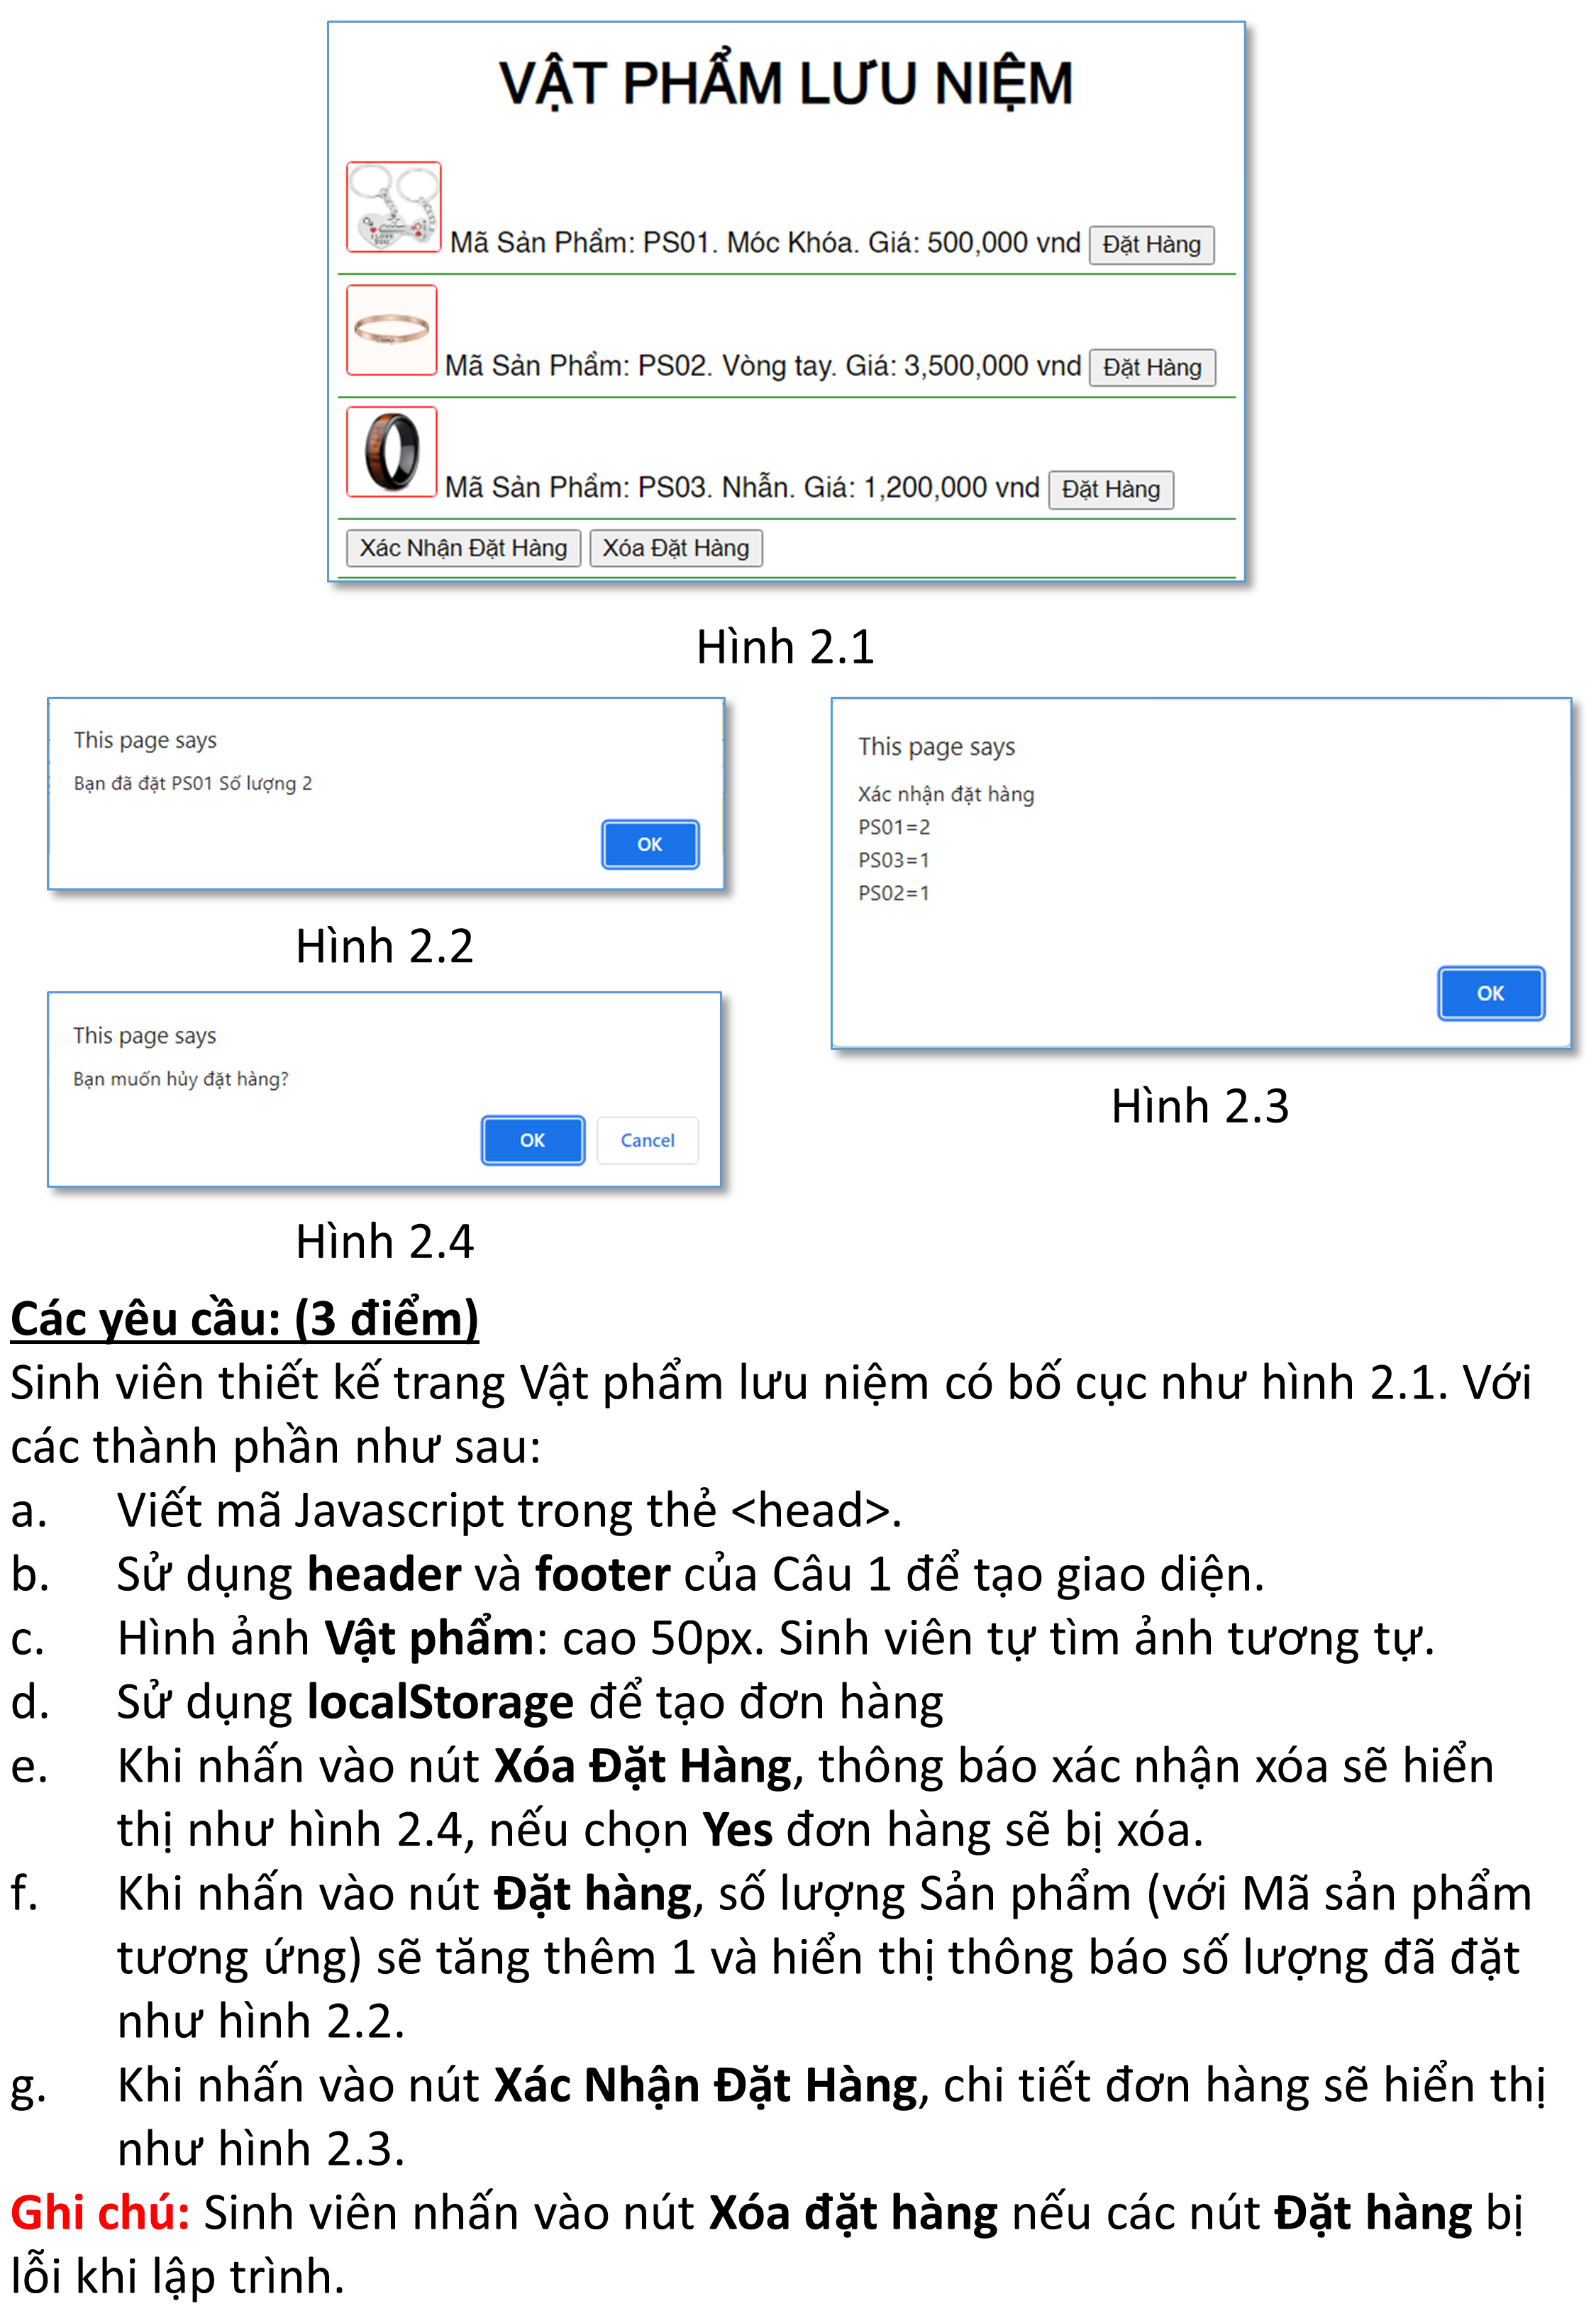 VẬT PHẨM LƯU NIỆM
Mã Sản Phẩm: PS01. Móc Khóa. Giá: 500,000 vnd Đặt Hàng
Mã Sản Phẩm: PS02. Vòng tay. Giá: 3,500,000 vnd Đặt Hàng
Mã Sản Phẩm: PS03. Nhẫn. Giá: 1,200,000 vnd Đặt Hàng
Xác Nhận Đặt Hàng Xóa Đặt Hàng
Hình 2.1
This page says
Bạn đã đặt PS01 Số lượng 2
OK
Hình 2.2
This page says
Xác nhận đặt hàng
PS01=2
PS03=1
PS02=1
OK
Hình 2.3
This page says
Bạn muốn hủy đặt hàng?
OK Cancel
Hình 2.4
Các yêu cầu: (3 điểm)
Sinh viên thiết kế trang Vật phẩm lưu niệm có bố cục như hình 2.1. Với
các thành phần như sau:
a. Viết mã Javascript trong thẻ <head>.
b. Sử dụng header và footer của Câu 1 để tạo giao diện.
c. Hình ảnh Vật phẩm: cao 50px. Sinh viên tự tìm ảnh tương tự.
d. Sử dụng localStorage để tạo đơn hàng
e. Khi nhấn vào nút Xóa Đặt Hàng, thông báo xác nhận xóa sẽ hiển
thị như hình 2.4, nếu chọn Yes đơn hàng sẽ bị xóa.
f. Khi nhấn vào nút Đặt hàng, số lượng Sản phẩm (với Mã sản phẩm
tương ứng) sẽ tăng thêm 1 và hiển thị thông báo số lượng đã đặt
như hình 2.2.
g. Khi nhấn vào nút Xác Nhận Đặt Hàng, chi tiết đơn hàng sẽ hiển thị
như hình 2.3.
Ghi chú: Sinh viên nhấn vào nút Xóa đặt hàng nếu các nút Đặt hàng bị
lỗi khi lập trình.